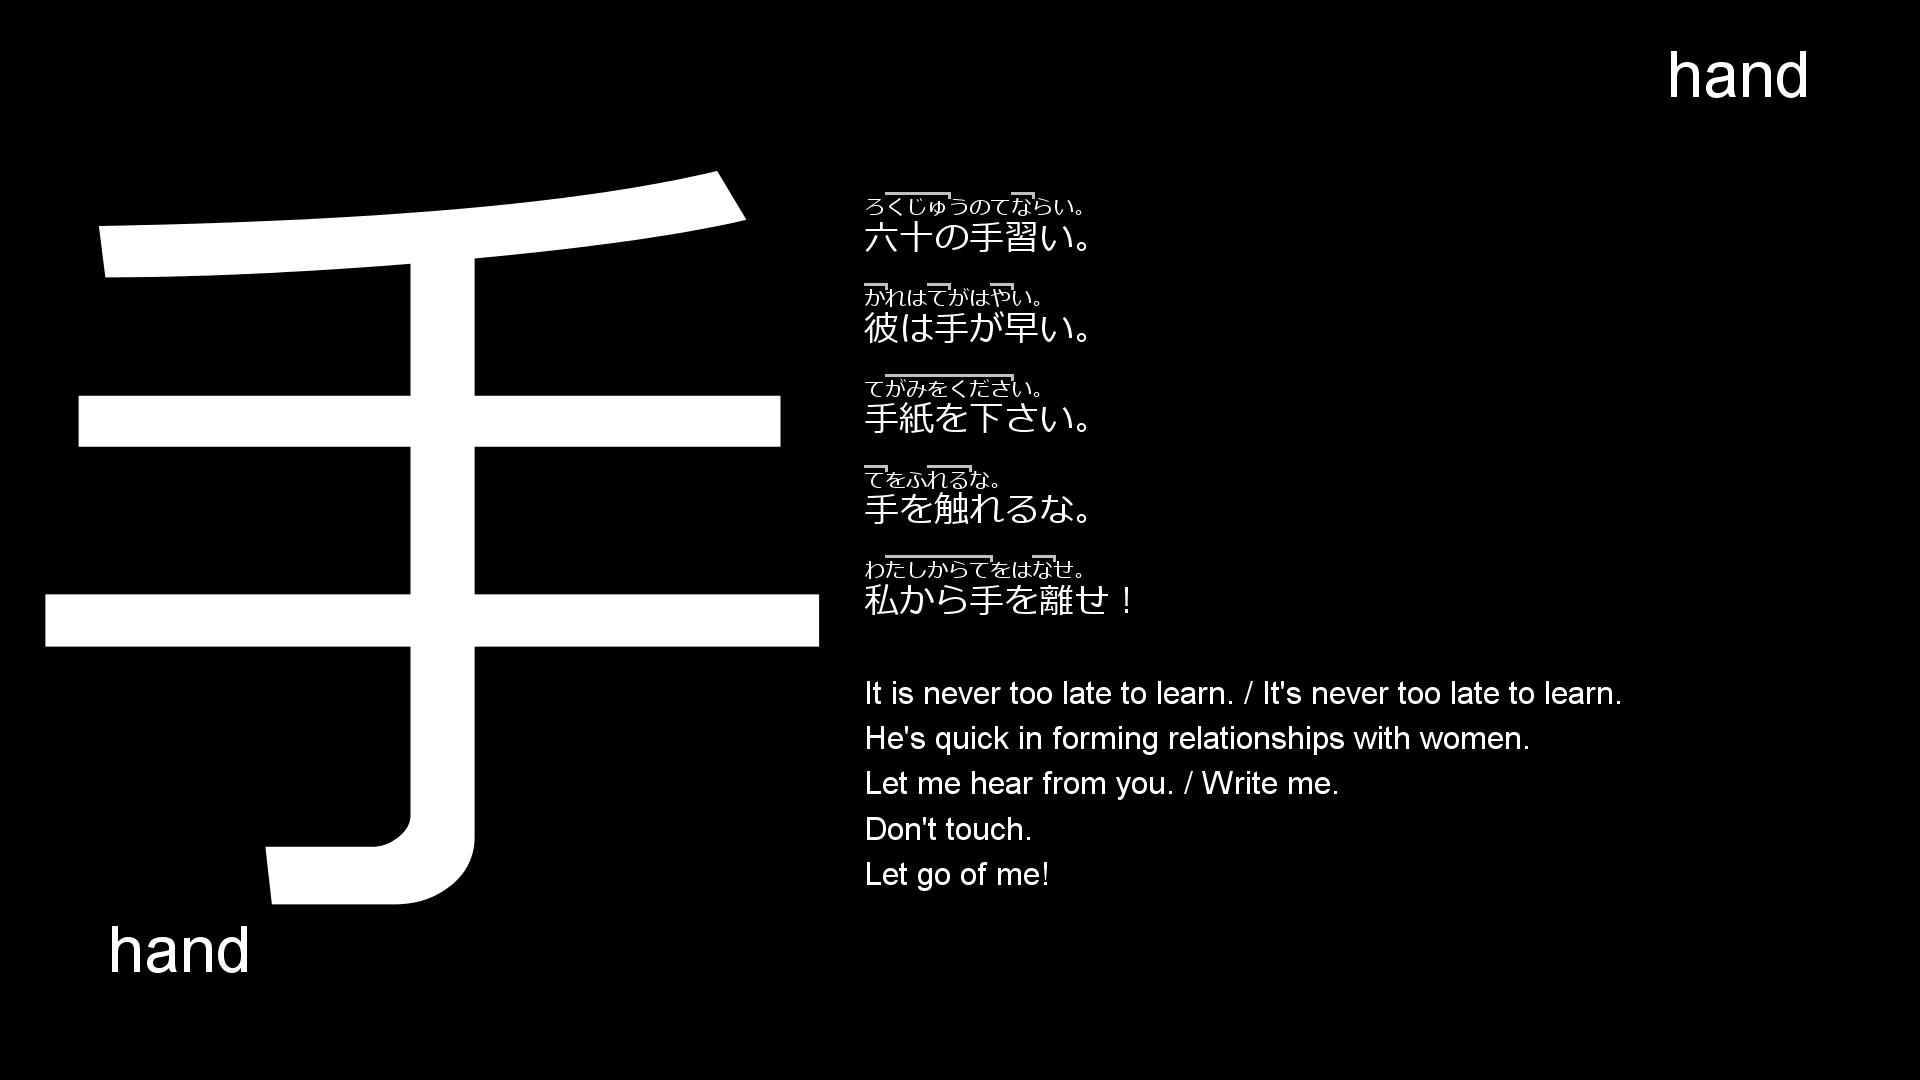 hand
手
ろくじゅうのてならい。
六十の手習い。
かれはてがはやい。
彼は手が早い。
てがみをください。
手紙を下さい。
てをふれるな。
手を触れるな。
わたしからてをはなせ。
私から手を離せ！
It is never too late to learn. / It's never too late to learn.
He's quick in forming relationships with women.
Let me hear from you. / Write me.
Don't touch.
Let go of me!
hand